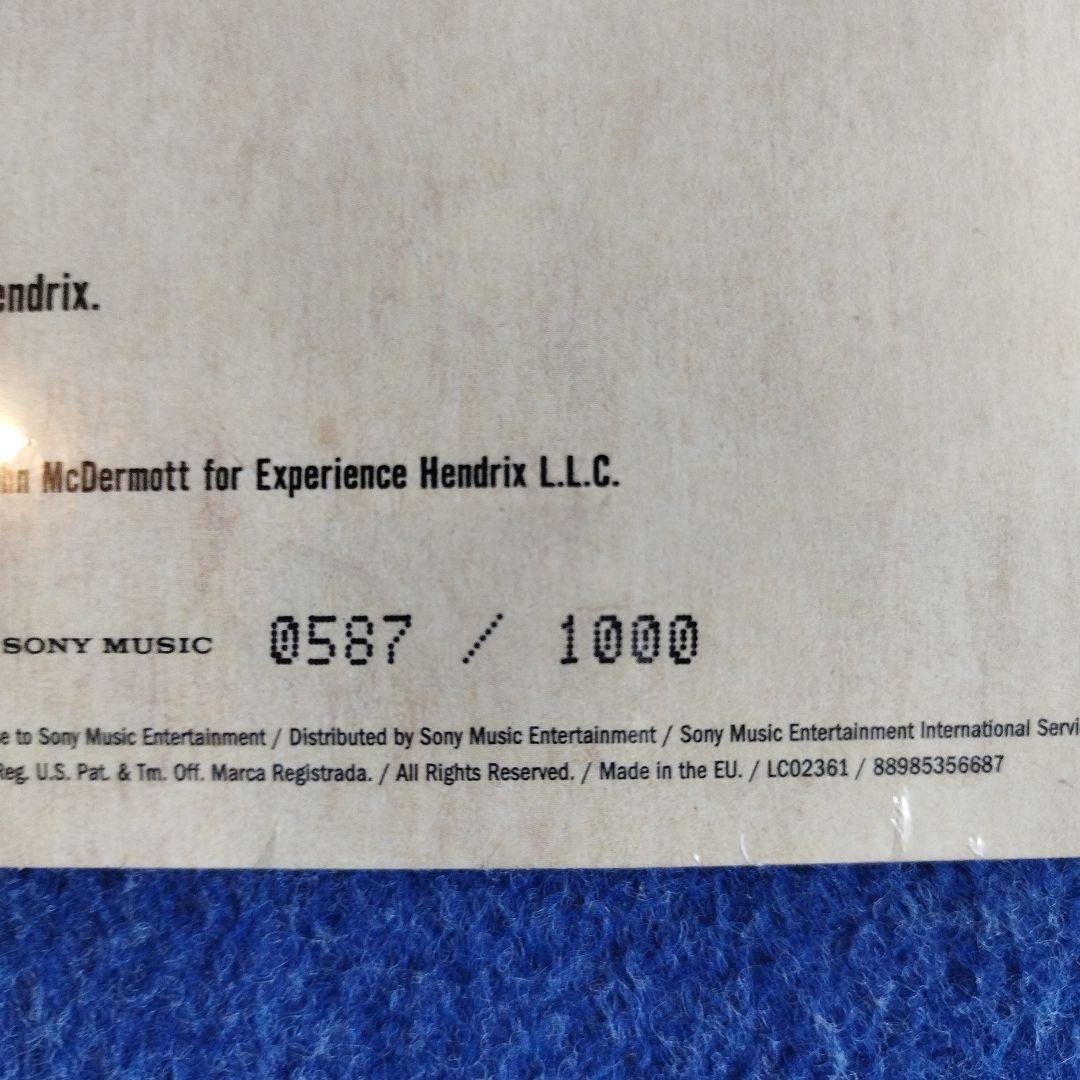 endrix.
McDermott for Experience Hendrix L.L.C.
SONY MUSIC 0587 / 1000
e to Sony Music Entertainment / Distributed by Sony Music Entertainment / Sony Music Entertainment International Servi
Reg. U.S. Pat. & Tm. Off. Marca Registrada. / All Rights Reserved. / Made in the EU. / LC02361 / 88985356687